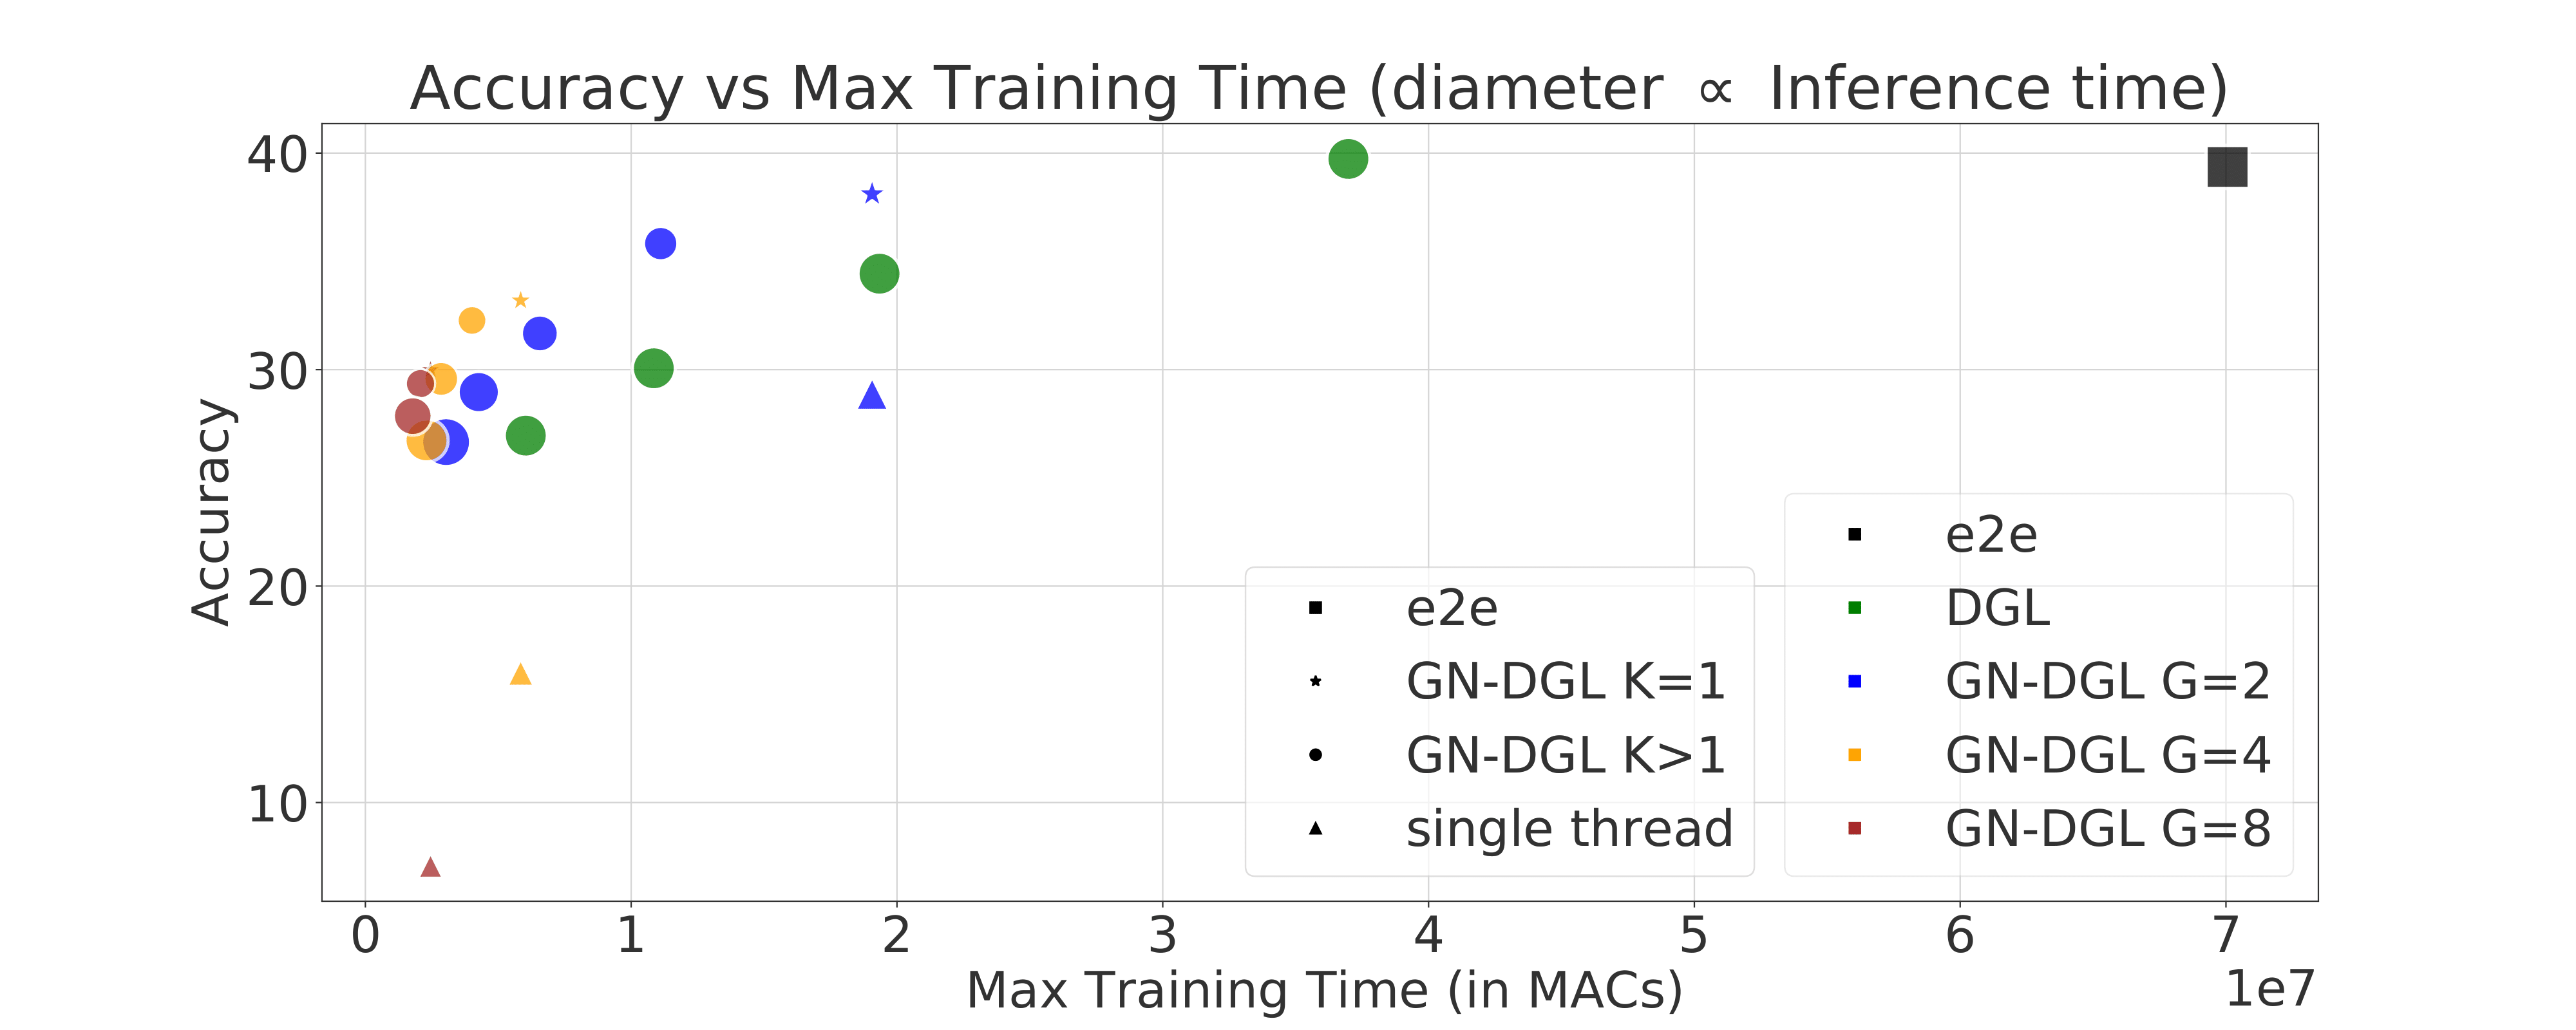 Accuracy vs Max Training Time (diameter ∝ Inference time)
Accuracy
40
30
20
10
e2e
GN-DGL K=1
GN-DGL K>1
single thread
e2e
DGL
GN-DGL G=2
GN-DGL G=4
GN-DGL G=8
0 1 2 3 4 5 6 7
1e7
Max Training Time (in MACs)